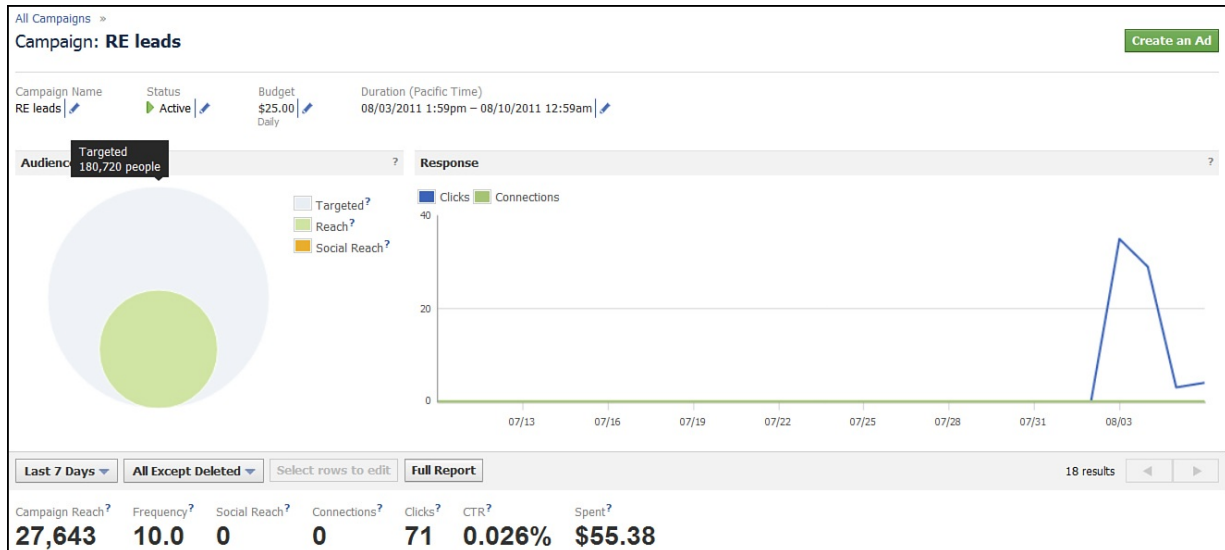 All Campaigns »
Campaign: RE leads
Create an Ad
Campaign Name Status Budget Duration (Pacific Time)
RE leads Active $25.00 08/03/2011 1:59pm – 08/10/2011 12:59am
Daily
Targeted
180,720 people
Audienc ? Response ?
Targeted?
Reach?
Social Reach?
Clicks Connections
40
20
0
07/13 07/16 07/19 07/22 07/25 07/28 07/31 08/03
Last 7 Days All Except Deleted Select rows to edit Full Report 18 results
Campaign Reach? Frequency? Social Reach? Connections? Clicks? CTR? Spent?
27,643 10.0 0 0 71 0.026% $55.38